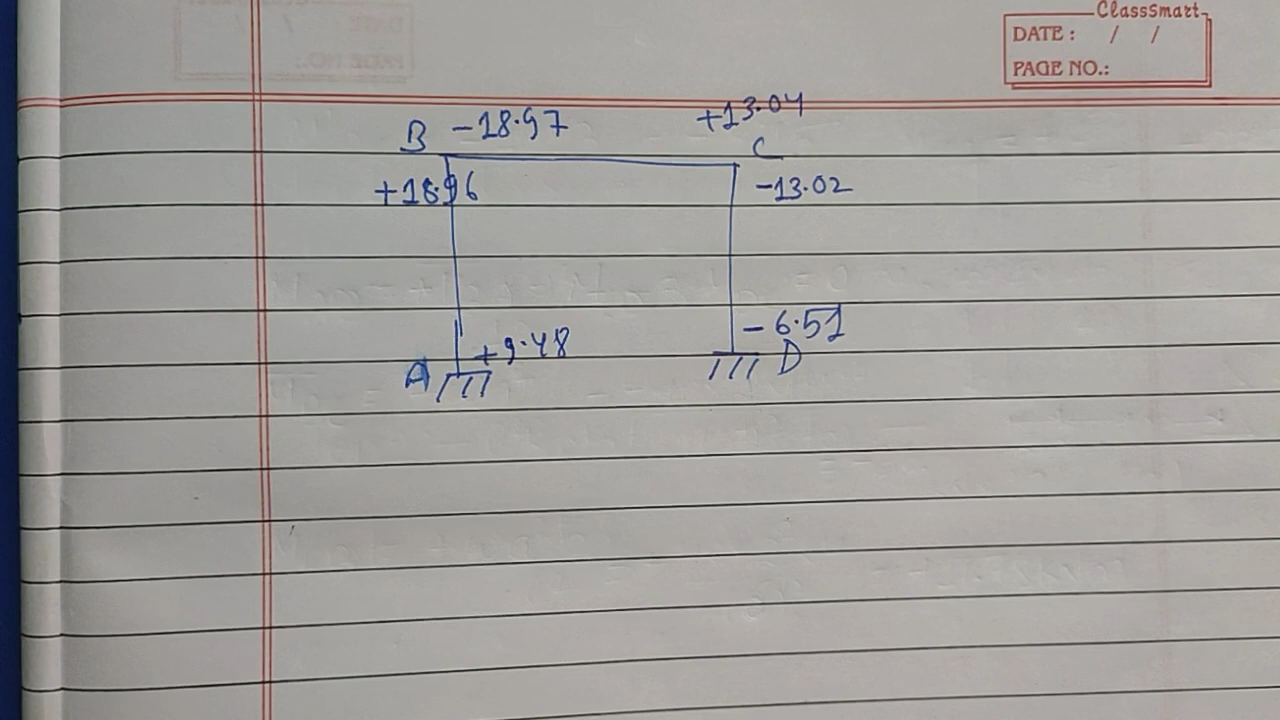 ClassSmart
DATE : / /
PAGE NO.:
B -18.97 +13.04
C
+18.96 -13.02
+9.48 -6.51
A D